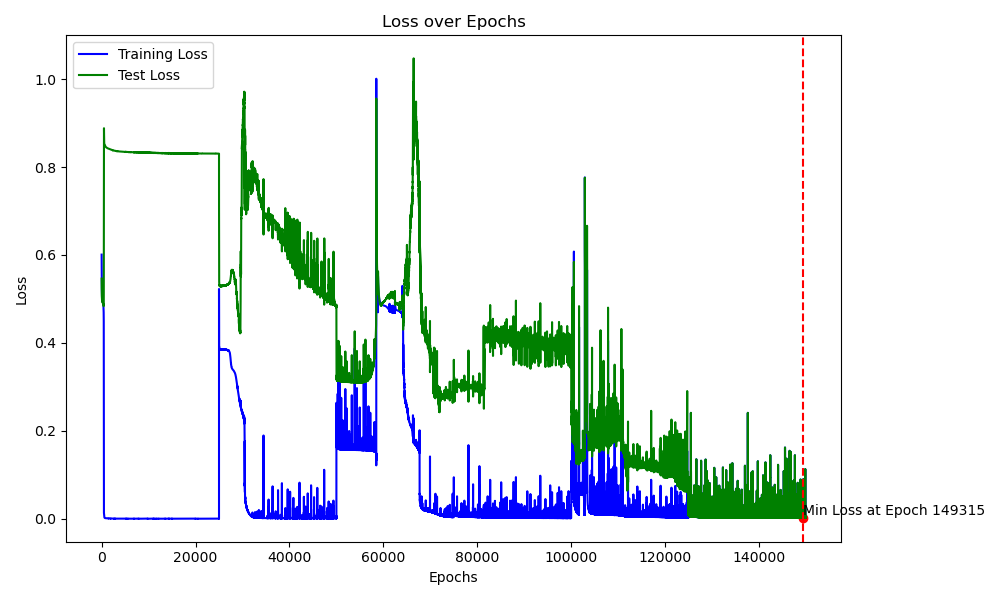 Loss over Epochs
Training Loss
Test Loss
Loss
1.0
0.8
0.6
0.4
0.2
0.0
Min Loss at Epoch 149315
0
20000
40000
60000
80000
100000
120000
140000
Epochs